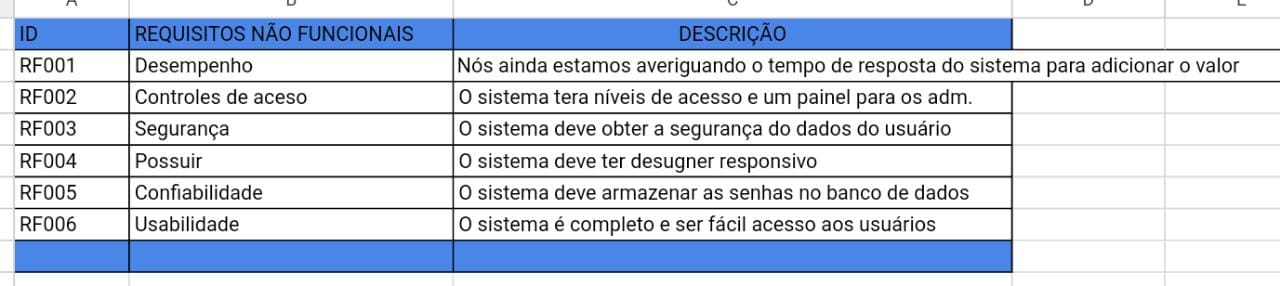 ID REQUISITOS NÃO FUNCIONAIS DESCRIÇÃO
RF001 Desempenho Nós ainda estamos averiguando o tempo de resposta do sistema para adicionar o valor
RF002 Controles de aceso O sistema tera níveis de acesso e um painel para os adm.
RF003 Segurança O sistema deve obter a segurança do dados do usuário
RF004 Possuir O sistema deve ter desugner responsivo
RF005 Confiabilidade O sistema deve armazenar as senhas no banco de dados
RF006 Usabilidade O sistema é completo e ser fácil acesso aos usuários